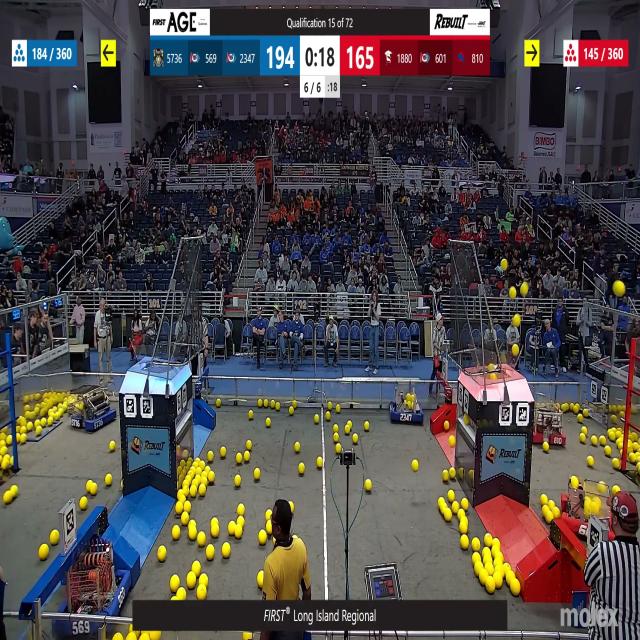 FIRST AGE
Qualification 15 of 72
REBUILT
184 / 360
5736
569
2347
194
0:18
165
1880
601
810
145 / 360
6 / 6
:18
BIMBO
REBUILT
REBUILT
2347
810
569
FIRST® Long Island Regional
molex